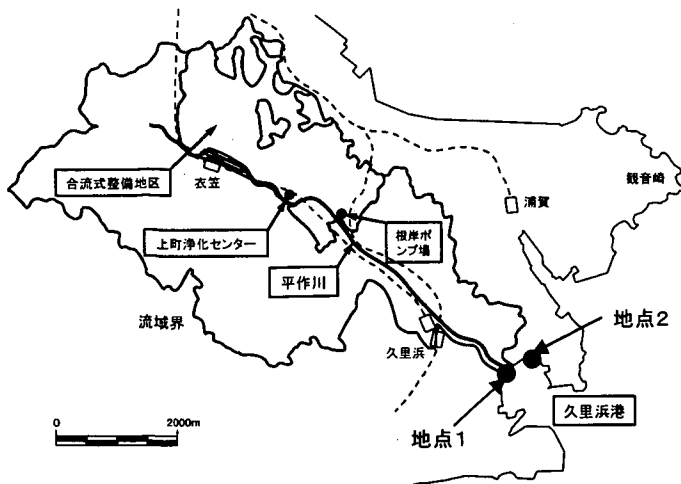 合流式整備地区
衣笠
上町浄化センター
根岸ポ
ンプ場
平作川
流域界
久里浜
浦賀
観音崎
地点2
久里浜港
地点1
0
2000m